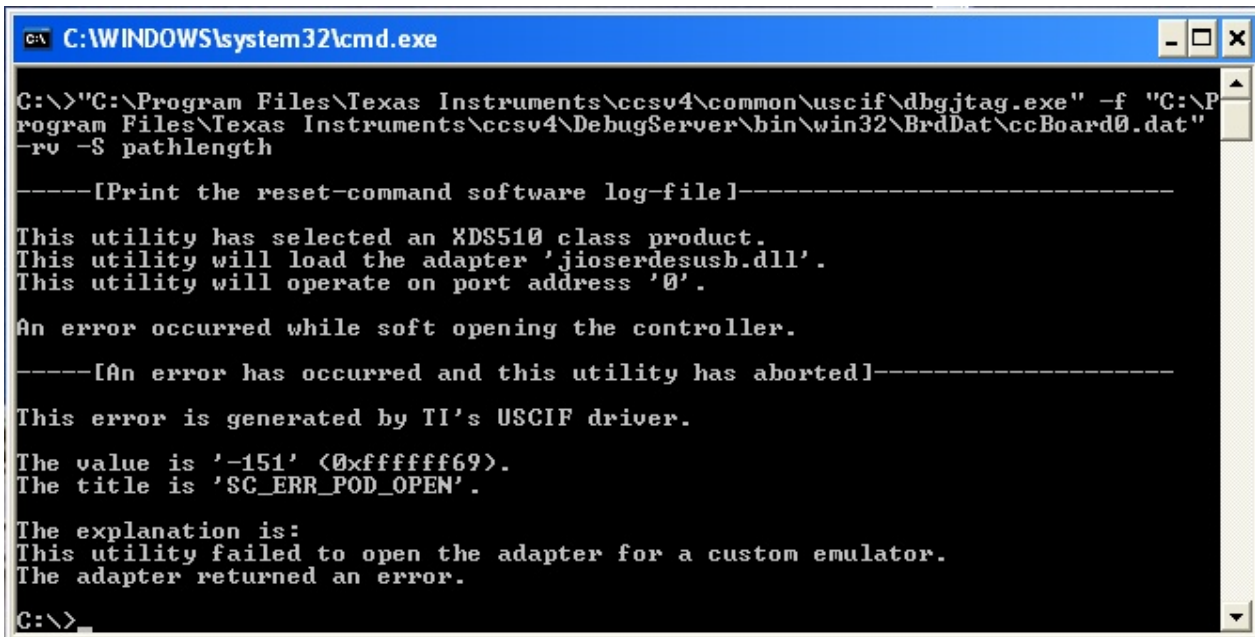 C:\WINDOWS\system32\cmd.exe
C:\>"C:\Program Files\Texas Instruments\ccsv4\common\uscif\dbgjtag.exe" -f "C:\P
rogram Files\Texas Instruments\ccsv4\DebugServer\bin\win32\BrdDat\ccBoard0.dat"
-rv -S pathlength
-----[Print the reset-command software log-file]-----------------------------
This utility has selected an XDS510 class product.
This utility will load the adapter 'jioserdesusb.dll'.
This utility will operate on port address '0'.
An error occurred while soft opening the controller.
-----[An error has occurred and this utility has aborted]--------------------
This error is generated by TI's USCIF driver.
The value is '-151' (0xffffff69).
The title is 'SC_ERR_POD_OPEN'.
The explanation is:
This utility failed to open the adapter for a custom emulator.
The adapter returned an error.
C:\>_